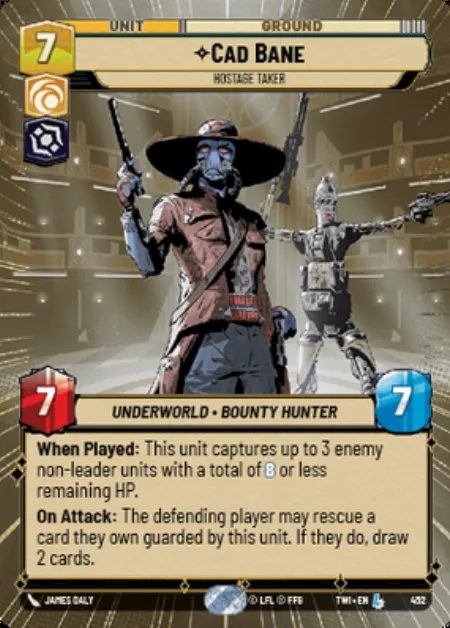 UNIT GROUND
7
CAD BANE
HOSTAGE TAKER
7
UNDERWORLD • BOUNTY HUNTER
7
When Played: This unit captures up to 3 enemy
non-leader units with a total of 8 or less
remaining HP.
On Attack: The defending player may rescue a
card they own guarded by this unit. If they do, draw
2 cards.
JAMES DALY © LFL © FFG TWI • EN L